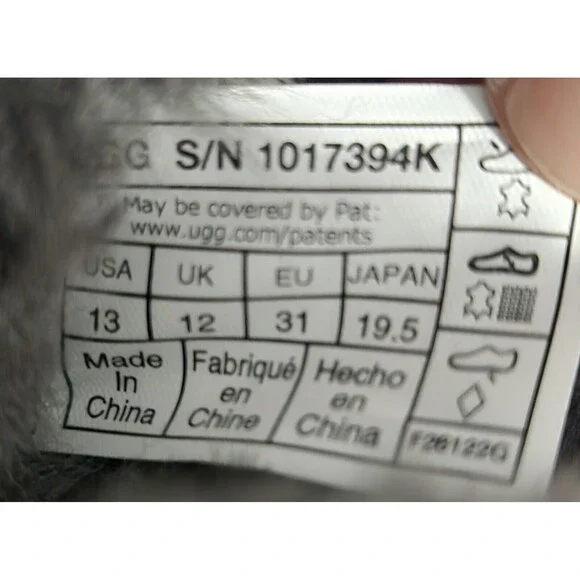 UGG S/N 1017394K
May be covered by Pat:
www.ugg.com/patents
USA UK EU JAPAN
13 12 31 19.5
Made In China
Fabriqué en Chine
Hecho en China
F26122G